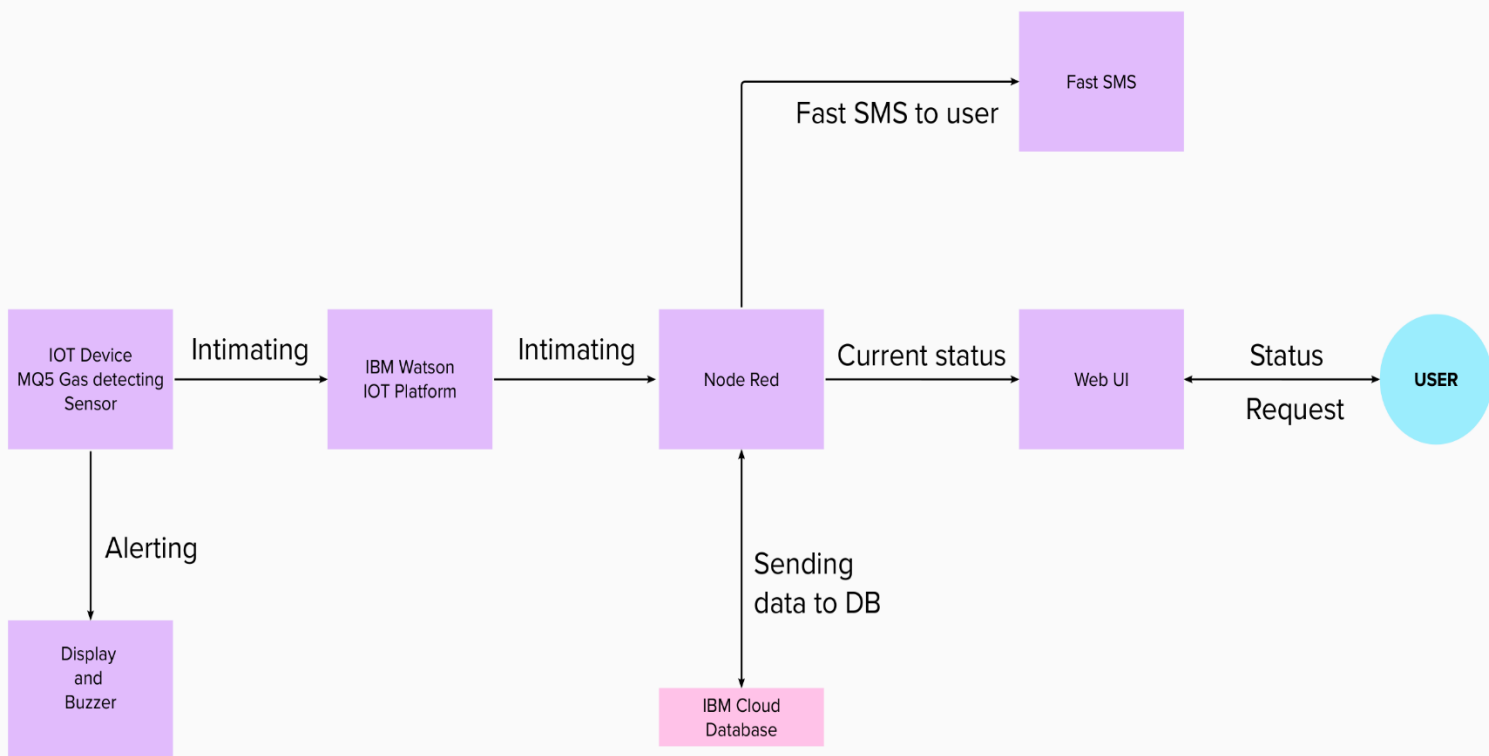 Fast SMS
Fast SMS to user
IOT Device
MQ5 Gas detecting
Sensor
Intimating
IBM Watson
IOT Platform
Intimating
Node Red
Current status
Web UI
Status
Request
USER
Alerting
Sending
data to DB
Display
and
Buzzer
IBM Cloud
Database